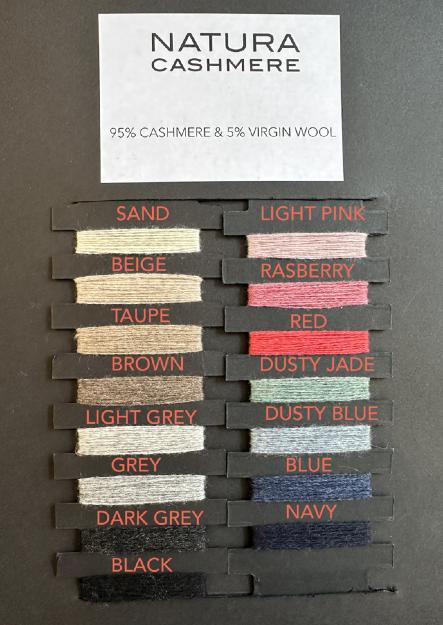 NATURA
CASHMERE
95% CASHMERE & 5% VIRGIN WOOL
SAND
BEIGE
TAUPE
BROWN
LIGHT GREY
GREY
DARK GREY
BLACK
LIGHT PINK
RASBERRY
RED
DUSTY JADE
DUSTY BLUE
BLUE
NAVY